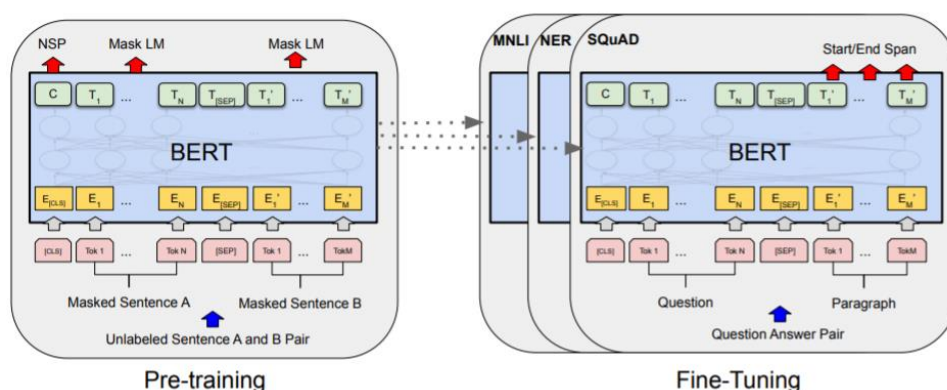 NSP Mask LM Mask LM
C T1 ... TN T[SEP] T1' ... TM'
BERT
E[CLS] E1 ... EN E[SEP] E1' ... EM'
[CLS] Tok 1 ... Tok N [SEP] Tok 1 ... TokM
Masked Sentence A Masked Sentence B
Unlabeled Sentence A and B Pair
Pre-training
MNLI NER SQuAD
Start/End Span
C T1 ... TN T[SEP] T1' ... TM'
BERT
E[CLS] E1 ... EN E[SEP] E1' ... EM'
[CLS] Tok 1 ... Tok N [SEP] Tok 1 ... TokM
Question Paragraph
Question Answer Pair
Fine-Tuning